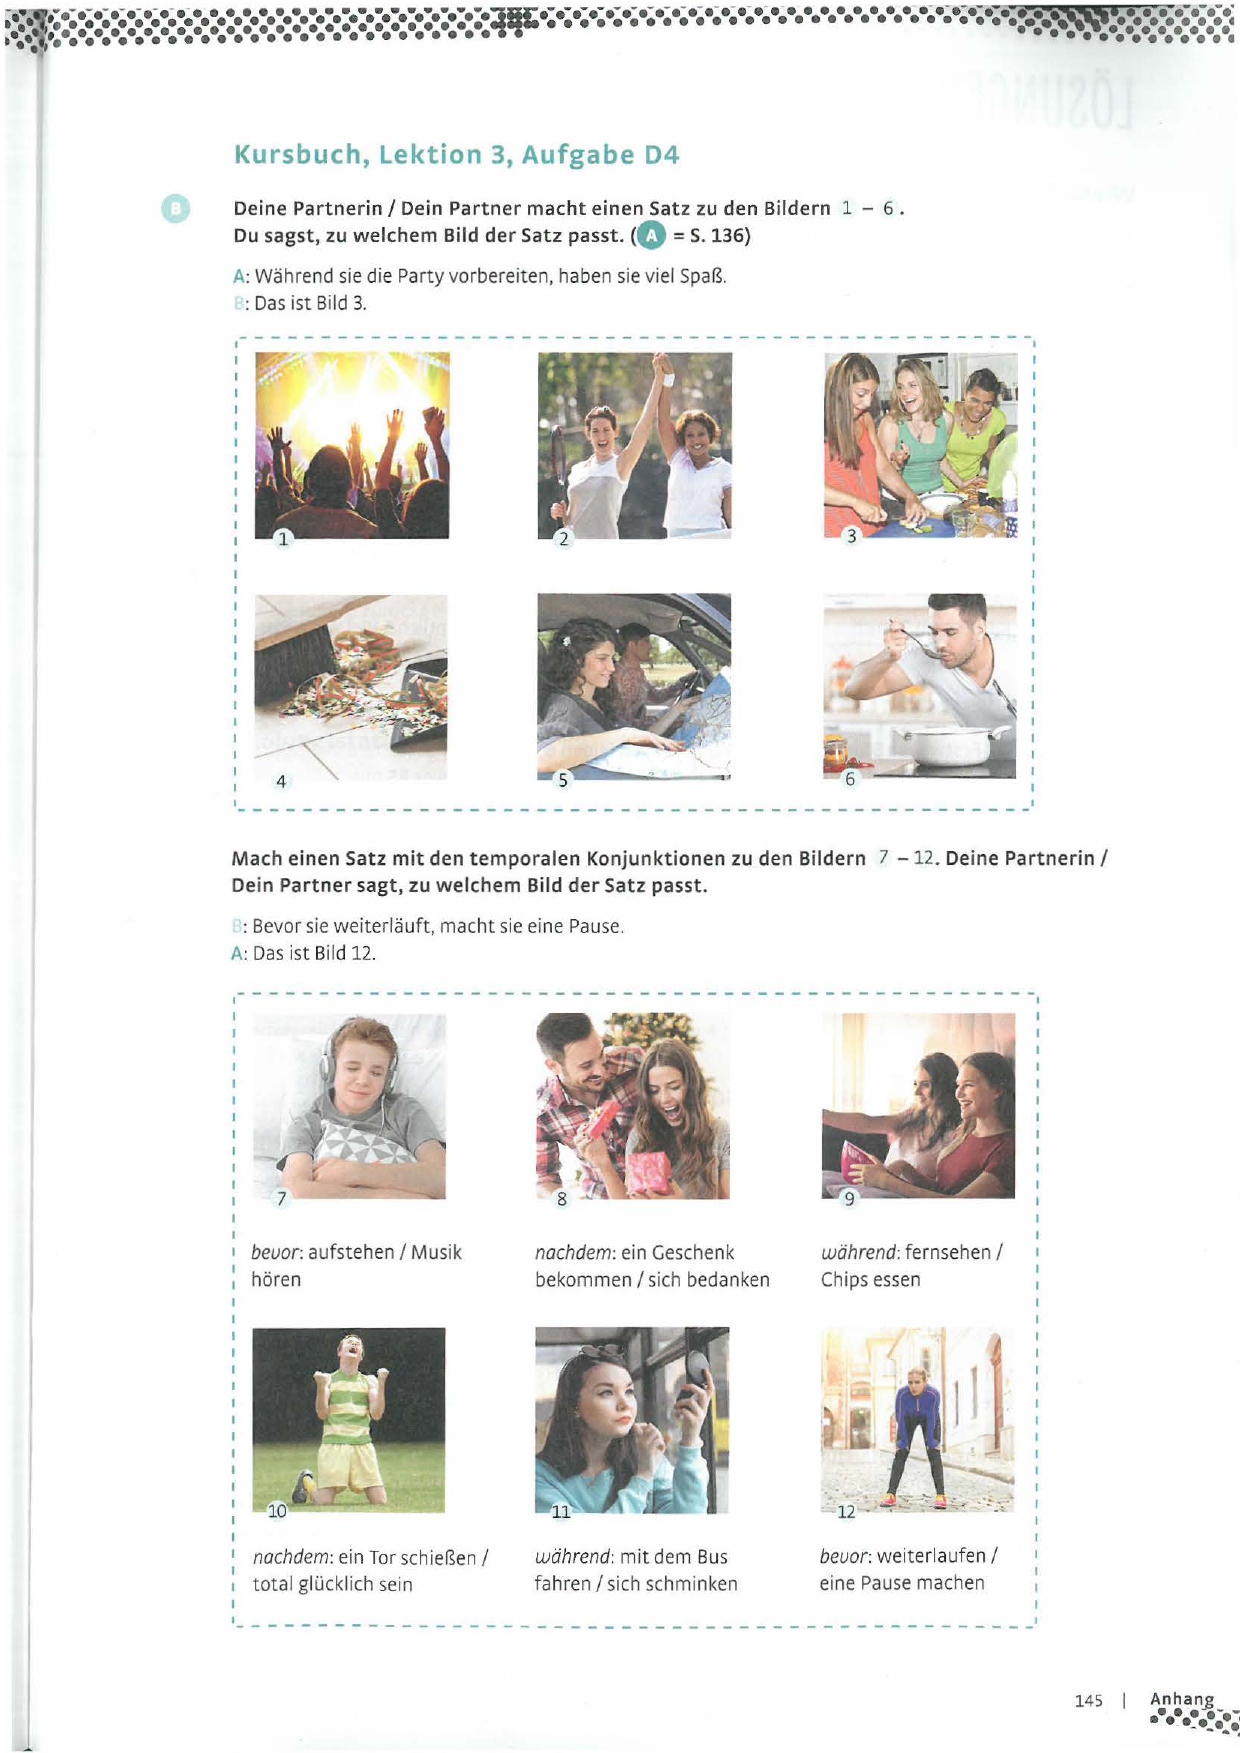 Kursbuch, Lektion 3, Aufgabe D4
B
Deine Partnerin / Dein Partner macht einen Satz zu den Bildern 1 – 6.
Du sagst, zu welchem Bild der Satz passt. (A = S. 136)
A: Während sie die Party vorbereiten, haben sie viel Spaß.
B: Das ist Bild 3.
1
2
3
4
5
6
Mach einen Satz mit den temporalen Konjunktionen zu den Bildern 7 – 12. Deine Partnerin /
Dein Partner sagt, zu welchem Bild der Satz passt.
B: Bevor sie weiterläuft, macht sie eine Pause.
A: Das ist Bild 12.
7
8
9
bevor: aufstehen / Musik
hören
nachdem: ein Geschenk
bekommen / sich bedanken
während: fernsehen /
Chips essen
10
11
12
nachdem: ein Tor schießen /
total glücklich sein
während: mit dem Bus
fahren / sich schminken
bevor: weiterlaufen /
eine Pause machen
145 | Anhang